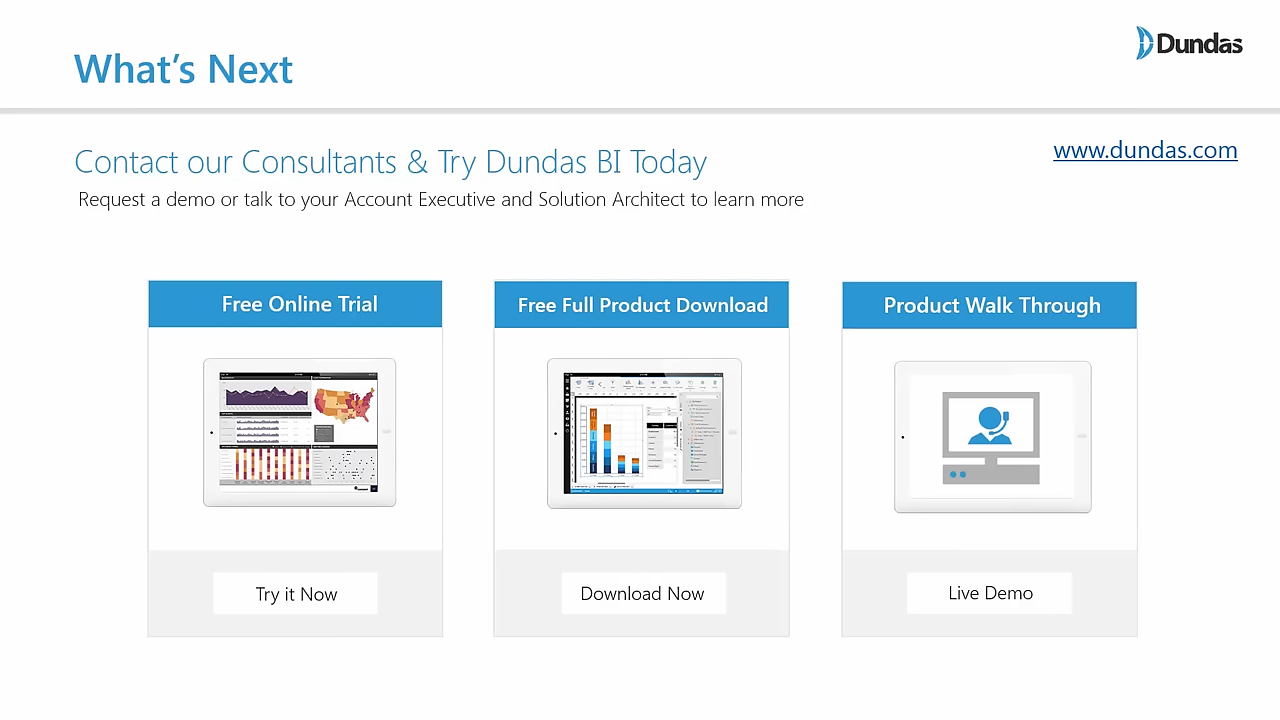 What's Next
Dundas
Contact our Consultants & Try Dundas BI Today
www.dundas.com
Request a demo or talk to your Account Executive and Solution Architect to learn more
Free Online Trial
Free Full Product Download
Product Walk Through
Try it Now
Download Now
Live Demo